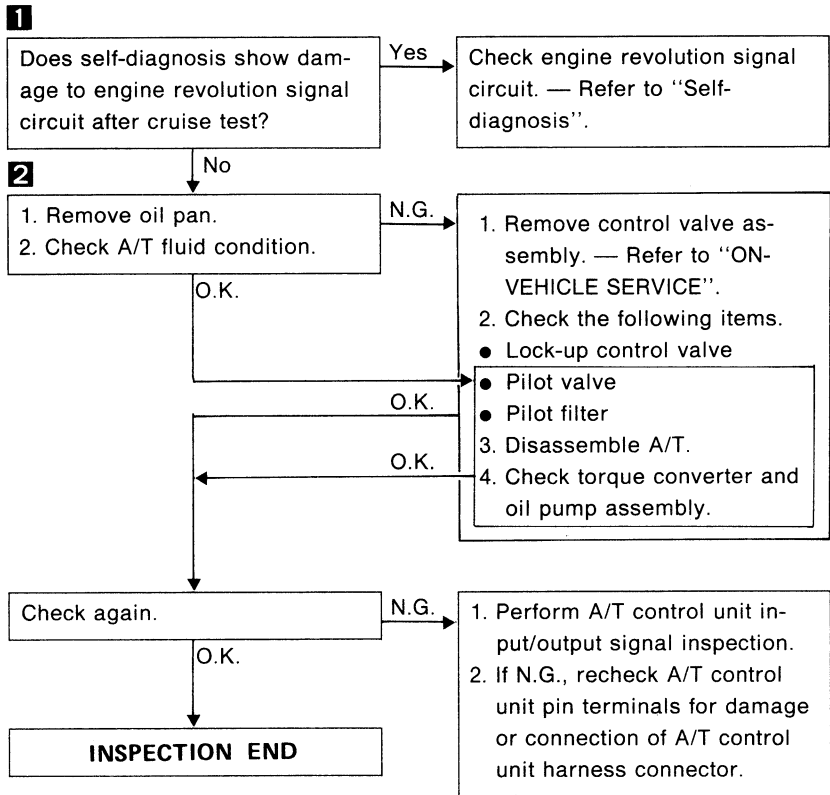 1
Does self-diagnosis show dam-
age to engine revolution signal
circuit after cruise test?
Yes
Check engine revolution signal
circuit. — Refer to “Self-
diagnosis”.
No
2
1. Remove oil pan.
2. Check A/T fluid condition.
N.G.
O.K.
1. Remove control valve as-
sembly. — Refer to “ON-
VEHICLE SERVICE”.
2. Check the following items.
● Lock-up control valve
● Pilot valve
● Pilot filter
3. Disassemble A/T.
4. Check torque converter and
oil pump assembly.
O.K.
O.K.
Check again.
N.G.
O.K.
1. Perform A/T control unit in-
put/output signal inspection.
2. If N.G., recheck A/T control
unit pin terminals for damage
or connection of A/T control
unit harness connector.
INSPECTION END